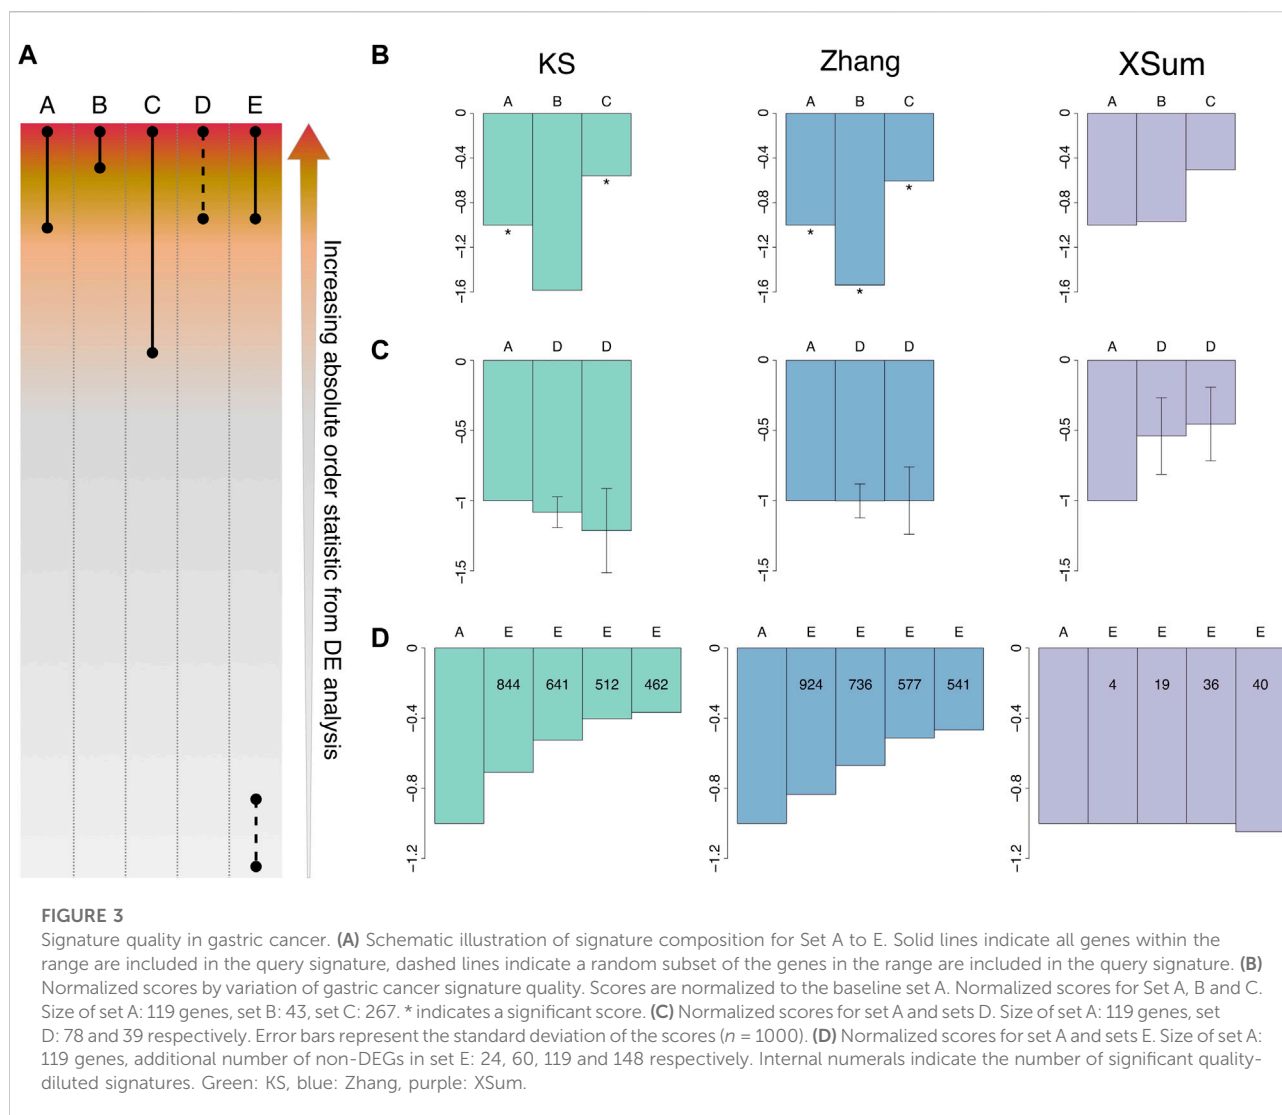 A
A B C D E
Increasing absolute order statistic from DE analysis
B
KS
A B C
0
−0.4
−0.8
−1.2
−1.6
*
*
Zhang
A B C
0
−0.4
−0.8
−1.2
−1.6
*
*
*
XSum
A B C
0
−0.4
−0.8
−1.2
−1.6
C
A D D
0
−0.5
−1
−1.5
A D D
0
−0.5
−1
−1.5
A D D
0
−0.5
−1
−1.5
D
A E E E E
0
−0.4
−0.8
−1.2
844 641 512 462
A E E E E
0
−0.4
−0.8
−1.2
924 736 577 541
A E E E E
0
−0.4
−0.8
−1.2
4 19 36 40
FIGURE 3
Signature quality in gastric cancer. (A) Schematic illustration of signature composition for Set A to E. Solid lines indicate all genes within the
range are included in the query signature, dashed lines indicate a random subset of the genes in the range are included in the query signature. (B)
Normalized scores by variation of gastric cancer signature quality. Scores are normalized to the baseline set A. Normalized scores for Set A, B and C.
Size of set A: 119 genes, set B: 43, set C: 267. * indicates a significant score. (C) Normalized scores for set A and sets D. Size of set A: 119 genes, set
D: 78 and 39 respectively. Error bars represent the standard deviation of the scores (n = 1000). (D) Normalized scores for set A and sets E. Size of set A:
119 genes, additional number of non-DEGs in set E: 24, 60, 119 and 148 respectively. Internal numerals indicate the number of significant quality-
diluted signatures. Green: KS, blue: Zhang, purple: XSum.